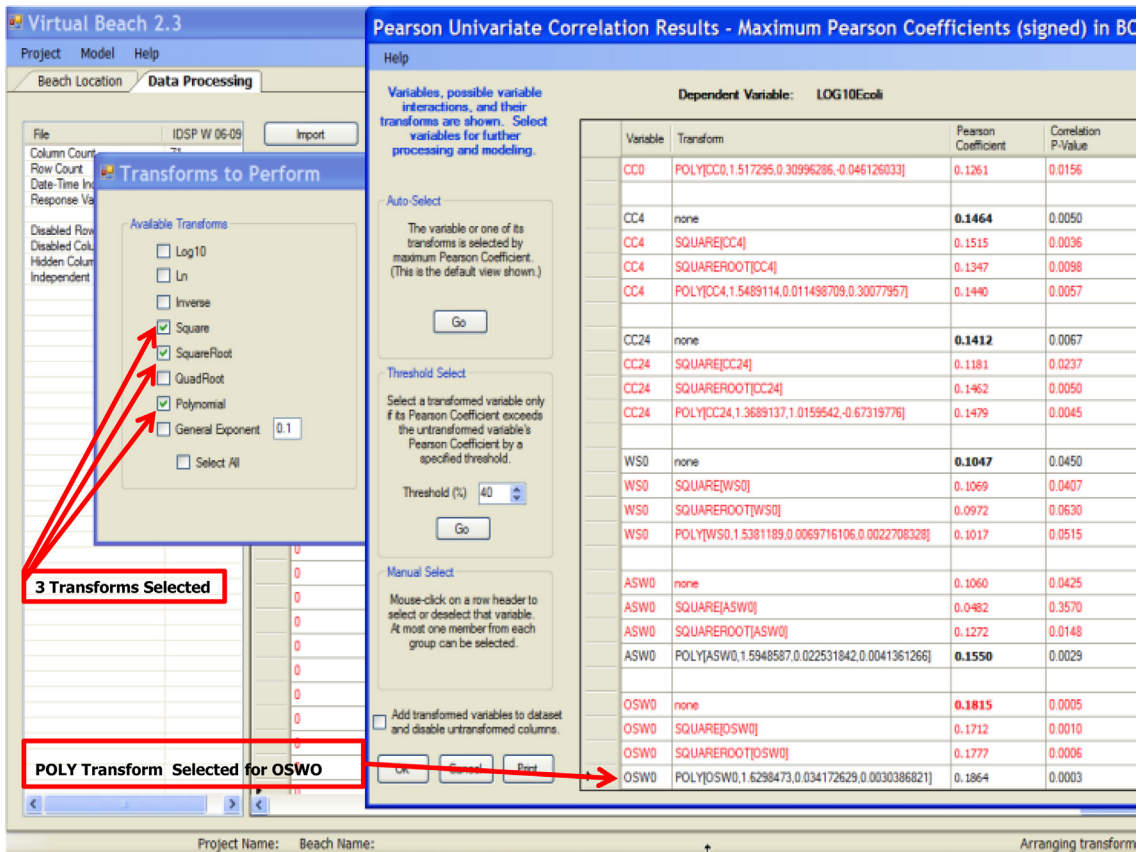 Virtual Beach 2.3
Project Model Help
Beach Location Data Processing
File IDSP W 06-09
Import
Column Count 71
Row Count
Date-Time
Response Va
Disabled Row
Disabled Colu
Hidden Colum
Independent
Transforms to Perform
Available Transforms
Log10
Ln
Inverse
Square
SquareRoot
QuadRoot
Polynomial
General Exponent 0.1
Select All
3 Transforms Selected
0
0
0
0
0
0
0
0
0
0
POLY Transform Selected for OSWO
Pearson Univariate Correlation Results - Maximum Pearson Coefficients (signed) in BO
Help
Variables, possible variable
interactions, and their
transforms are shown. Select
variables for further
processing and modeling.
Auto-Select
The variable or one of its
transforms is selected by
maximum Pearson Coefficient.
(This is the default view shown.)
Go
Threshold Select
Select a transformed variable only
if its Pearson Coefficient exceeds
the untransformed variable's
Pearson Coefficient by a
specified threshold.
Threshold (%) 40
Go
Manual Select
Mouse-click on a row header to
select or deselect that variable.
At most one member from each
group can be selected.
Add transformed variables to dataset
and disable untransformed columns.
OK Cancel Print
Dependent Variable: LOG10Ecoli
Variable Transform Pearson Coefficient Correlation P-Value
CC0 POLY[CC0,1.517295,0.30996286,-0.046126033] 0.1261 0.0156
CC4 none 0.1464 0.0050
CC4 SQUARE[CC4] 0.1515 0.0036
CC4 SQUAREROOT[CC4] 0.1347 0.0098
CC4 POLY[CC4,1.5489114,0.011498709,0.30077957] 0.1440 0.0057
CC24 none 0.1412 0.0067
CC24 SQUARE[CC24] 0.1181 0.0237
CC24 SQUAREROOT[CC24] 0.1462 0.0050
CC24 POLY[CC24,1.3689137,1.0159542,-0.67319776] 0.1479 0.0045
WS0 none 0.1047 0.0450
WS0 SQUARE[WS0] 0.1069 0.0407
WS0 SQUAREROOT[WS0] 0.0972 0.0630
WS0 POLY[WS0,1.5381189,0.0069716106,0.0022708328] 0.1017 0.0515
ASW0 none 0.1060 0.0425
ASW0 SQUARE[ASW0] 0.0482 0.3570
ASW0 SQUAREROOT[ASW0] 0.1272 0.0148
ASW0 POLY[ASW0,1.5948587,0.022531842,0.0041361266] 0.1550 0.0029
OSW0 none 0.1815 0.0005
OSW0 SQUARE[OSW0] 0.1712 0.0010
OSW0 SQUAREROOT[OSW0] 0.1777 0.0006
OSW0 POLY[OSW0,1.6298473,0.034172629,0.0030386821] 0.1864 0.0003
Project Name: Beach Name: Arranging transform